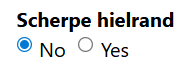 Scherpe hielrand
No Yes